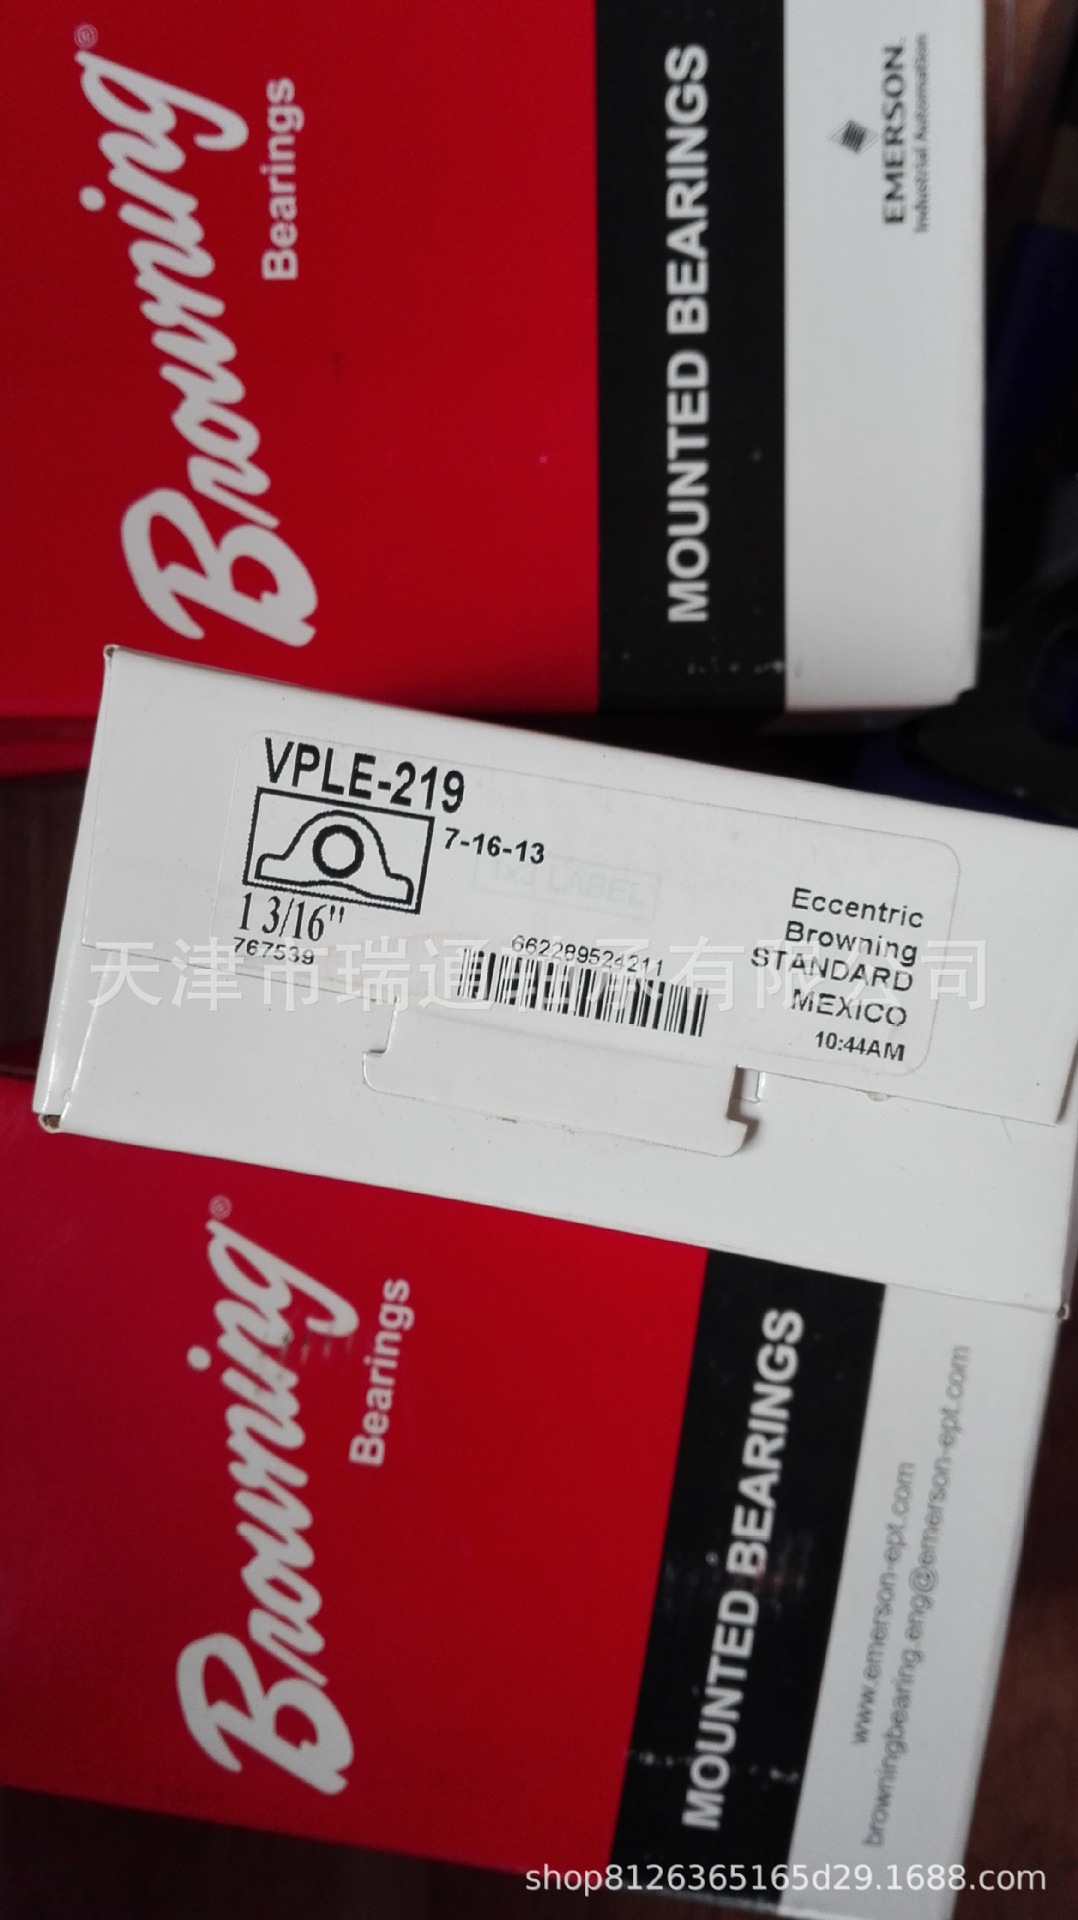 Browning®
Bearings
MOUNTED BEARINGS
EMERSON.
Industrial Automation
VPLE-219
7-16-13
1 3/16"
767539
1X3 LABEL
662289524211
Eccentric
Browning
STANDARD
MEXICO
10:44AM
天津市瑞通轴承有限公司
Browning®
Bearings
MOUNTED BEARINGS
www.emerson-ept.com
browningbearing.eng@emerson-ept.com
shop8126365165d29.1688.com